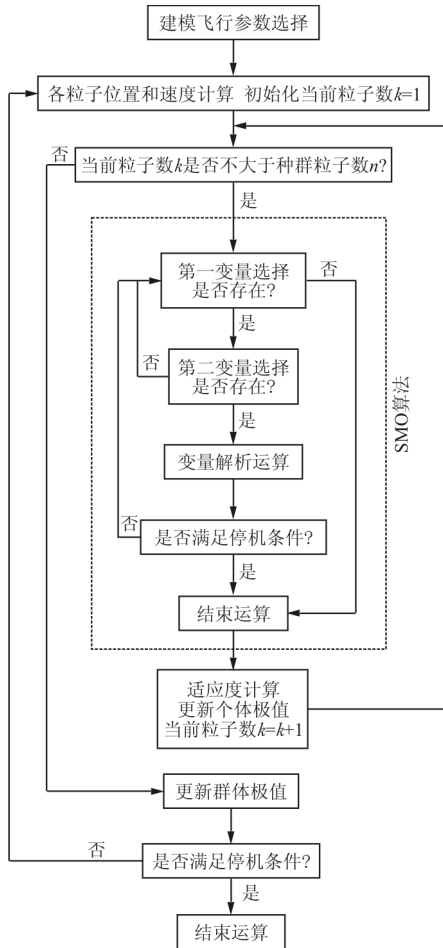 建模飞行参数选择
各粒子位置和速度计算 初始化当前粒子数k=1
否
当前粒子数k是否不大于种群粒子数n?
是
第一变量选择
是否存在?
否
是
否
第二变量选择
是否存在?
是
变量解析运算
否
是否满足停机条件?
是
结束运算
SMO算法
适应度计算
更新个体极值
当前粒子数k=k+1
更新群体极值
否
是否满足停机条件?
是
结束运算